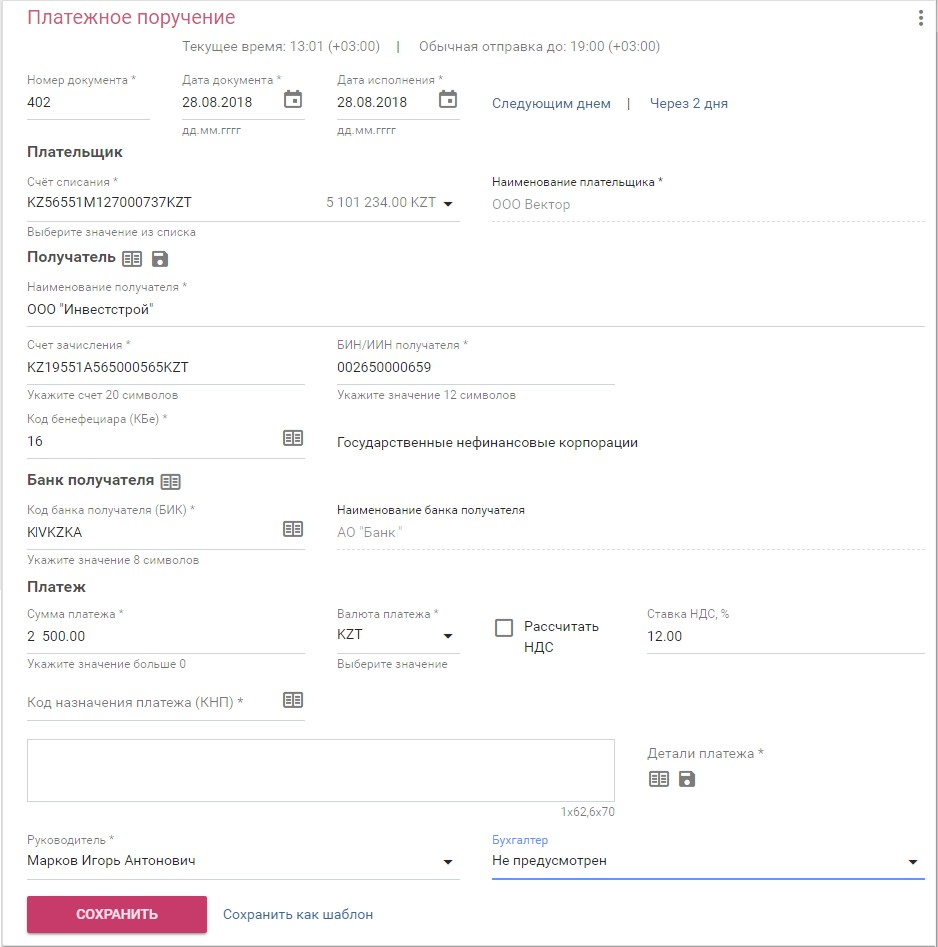 Платежное поручение
Текущее время: 13:01 (+03:00) | Обычная отправка до: 19:00 (+03:00)
Номер документа * Дата документа * Дата исполения *
402 28.08.2018 28.08.2018 Следующим днем | Через 2 дня
дд.мм.гггг дд.мм.гггг
Плательщик
Счёт списания * Наименование плательщика *
KZ56551M127000737KZT 5 101 234.00 KZT ООО Вектор
Выберите значение из списка
Получатель
Наименование получателя *
ООО "Инвестстрой"
Счет зачисления * БИН/ИИН получателя *
KZ19551A565000565KZT 002650000659
Укажите счет 20 символов Укажите значение 12 символов
Код бенефециара (КБе) *
16 Государственные нефинансовые корпорации
Банк получателя
Код банка получателя (БИК) * Наименование банка получателя
KIVKZKA АО "Банк "
Укажите значение 8 символов
Платеж
Сумма платежа * Валюта платежа * Рассчитать НДС Ставка НДС, %
2 500.00 KZT 12.00
Укажите значение больше 0 Выберите значение
Код назначения платежа (КНП) *
Детали платежа *
1x62,6x70
Руководитель * Бухгалтер
Марков Игорь Антонович Не предусмотрен
СОХРАНИТЬ Сохранить как шаблон